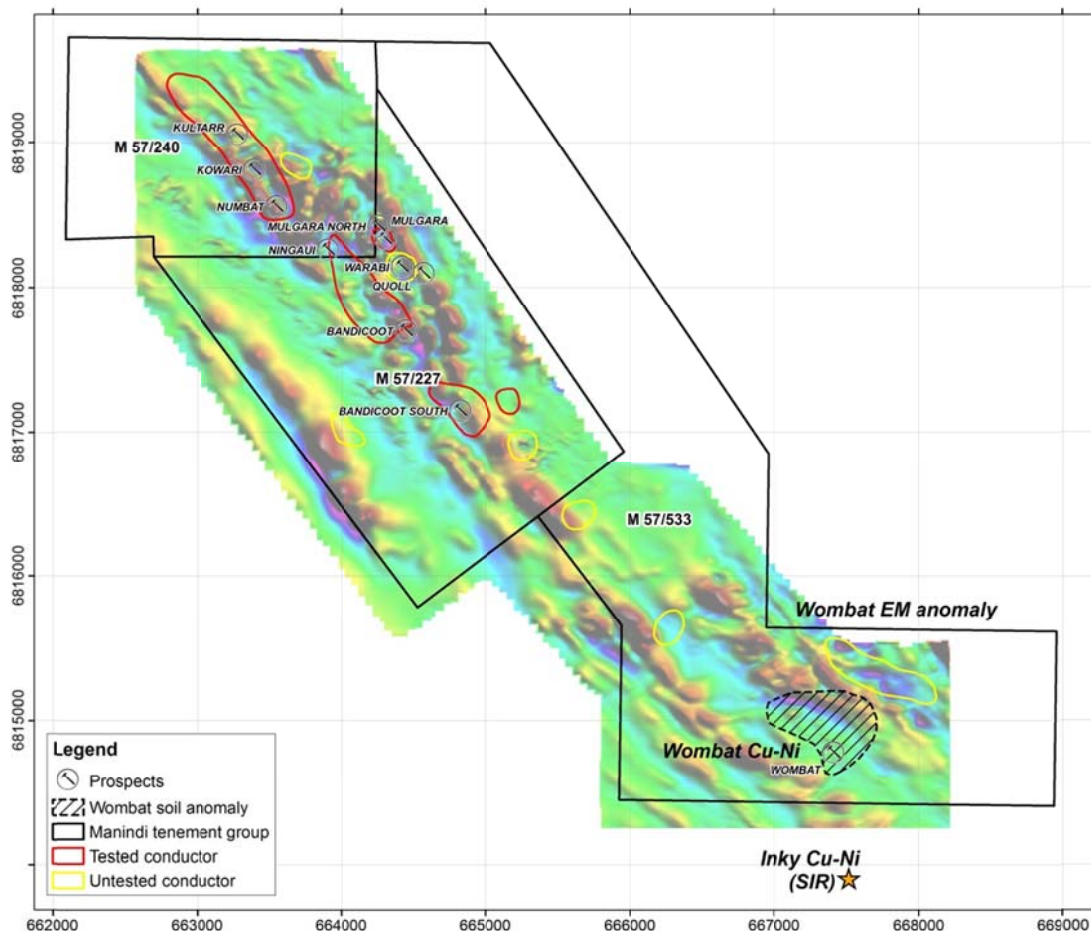 6819000
6818000
6817000
6816000
6815000
KULTARR
M 57/240
KOWARI
NUMBAT
MULGARA
MULGARA NORTH
NINGAUI
WARABI
QUOLL
BANDICOOT
M 57/227
BANDICOOT SOUTH
M 57/533
Wombat EM anomaly
Wombat Cu-Ni
WOMBAT
Inky Cu-Ni
(SIR)
Legend
Prospects
Wombat soil anomaly
Manindi tenement group
Tested conductor
Untested conductor
662000 663000 664000 665000 666000 667000 668000 669000